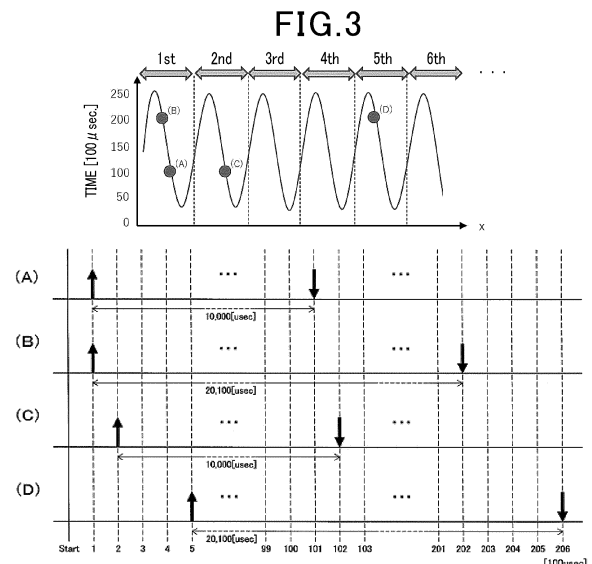 FIG.3
1st 2nd 3rd 4th 5th 6th ...
TIME [100μsec.]
250
200
150
100
50
0
(B)
(A)
(C)
(D)
x
(A) ... ...
10,000[usec]
(B) ... ...
20,100[usec]
(C) ... ...
10,000[usec]
(D) ... ...
20,100[usec]
Start 1 2 3 4 5 99 100 101 102 103 201 202 203 204 205 206
[100usec]